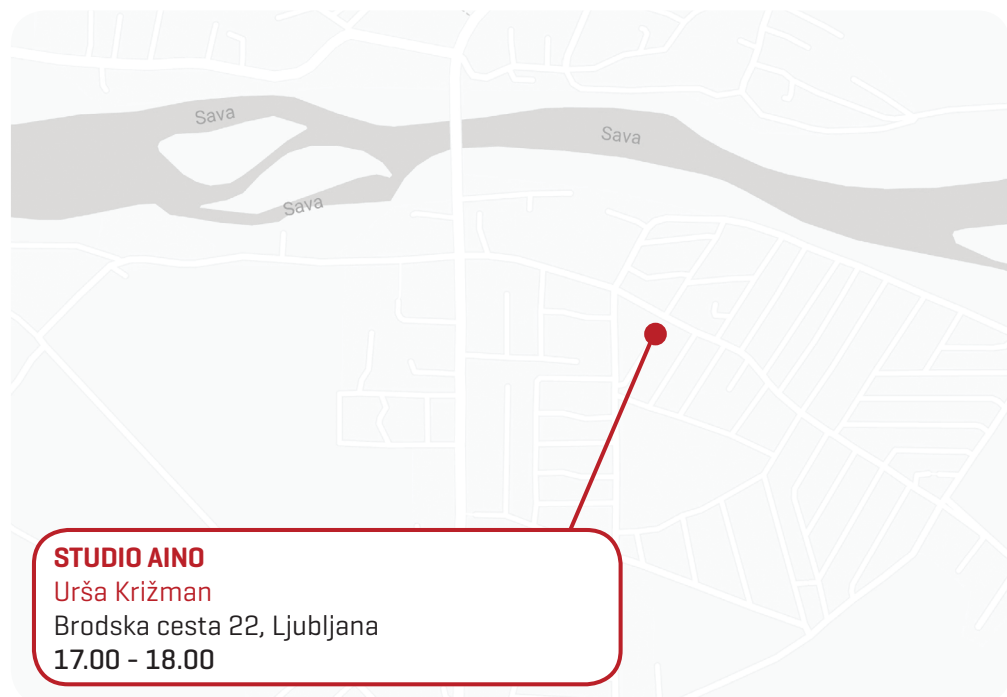 Sava
Sava
Sava
STUDIO AINO
Urša Križman
Brodska cesta 22, Ljubljana
17.00 - 18.00